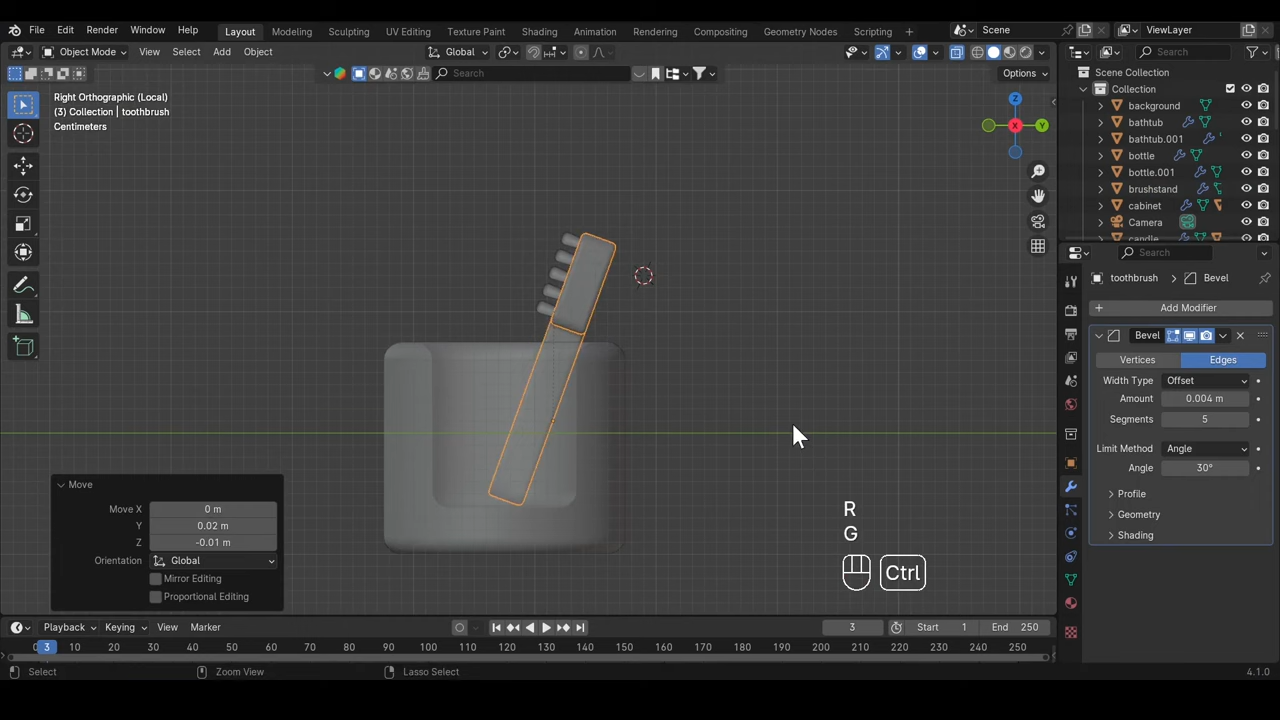 File Edit Render Window Help Layout Modeling Sculpting UV Editing Texture Paint Shading Animation Rendering Compositing Geometry Nodes Scripting Scene ViewLayer
Object Mode View Select Add Object Global Search
Search Options
Right Orthographic (Local)
(3) Collection | toothbrush
Centimeters
X
Y
Z
Scene Collection
Collection
background
bathtub
bathtub.001
bottle
bottle.001
brushstand
cabinet
Camera
candle
Search
toothbrush > Bevel
Add Modifier
Bevel
Vertices Edges
Width Type Offset
Amount 0.004 m
Segments 5
Limit Method Angle
Angle 30°
Profile
Geometry
Shading
Move
Move X 0 m
Y 0.02 m
Z -0.01 m
Orientation Global
Mirror Editing
Proportional Editing
R
G
Ctrl
Playback Keying View Marker 3 Start 1 End 250
0 3 10 20 30 40 50 60 70 80 90 100 110 120 130 140 150 160 170 180 190 200 210 220 230 240 250
Select Zoom View Lasso Select 4.1.0